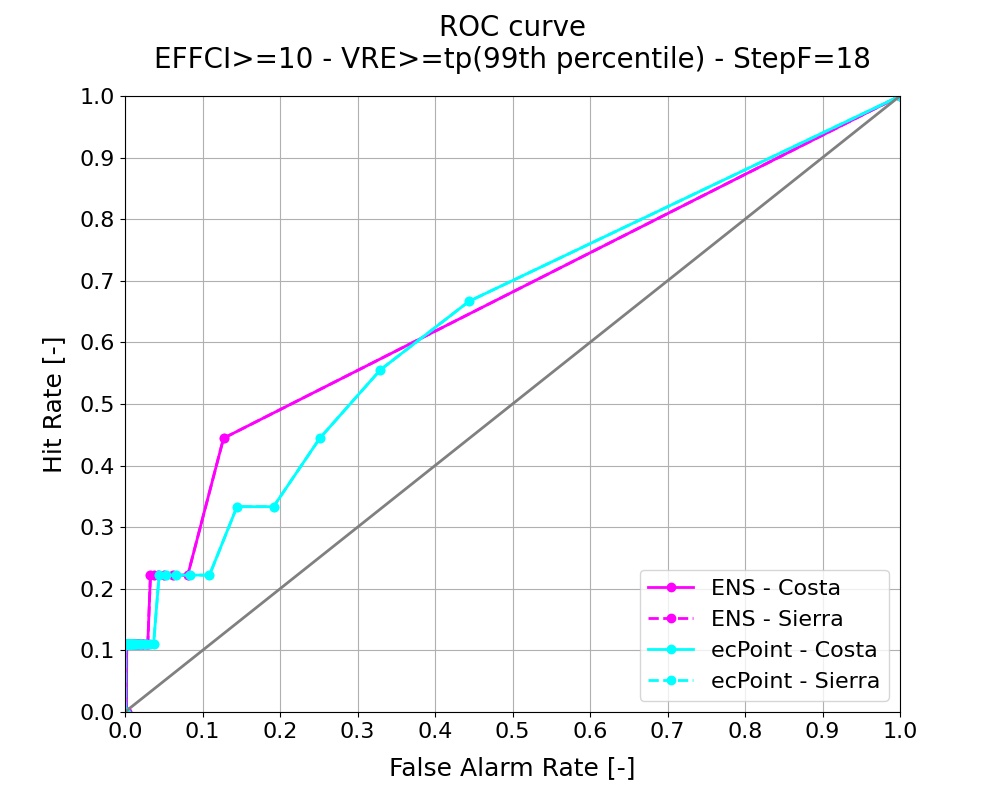 ROC curve
EFFCI>=10 - VRE>=tp(99th percentile) - StepF=18
1.0
0.9
0.8
0.7
0.6
0.5
0.4
0.3
0.2
0.1
0.0
Hit Rate [-]
ENS - Costa
ENS - Sierra
ecPoint - Costa
ecPoint - Sierra
0.0 0.1 0.2 0.3 0.4 0.5 0.6 0.7 0.8 0.9 1.0
False Alarm Rate [-]